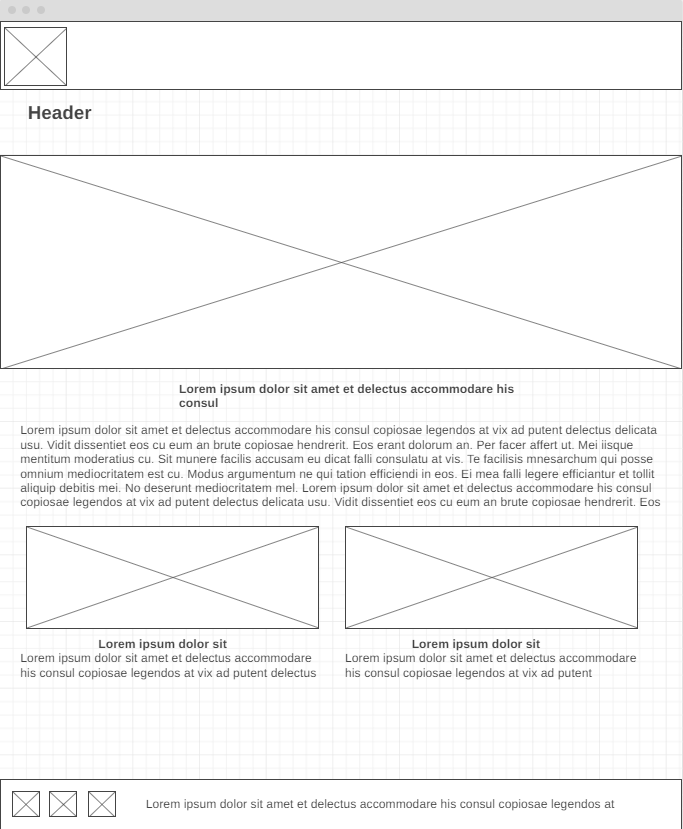 Header
Lorem ipsum dolor sit amet et delectus accommodare his
consul
Lorem ipsum dolor sit amet et delectus accommodare his consul copiosae legendos at vix ad putent delectus delicata
usu. Vidit dissentiet eos cu eum an brute copiosae hendrerit. Eos erant dolorum an. Per facer affert ut. Mei iisque
mentitum moderatius cu. Sit munere facilis accusam eu dicat falli consulatu at vis. Te facilisis mnesarchum qui posse
omnium mediocritatem est cu. Modus argumentum ne qui tation efficiendi in eos. Ei mea falli legere efficiantur et tollit
aliquip debitis mei. No deserunt mediocritatem mel. Lorem ipsum dolor sit amet et delectus accommodare his consul
copiosae legendos at vix ad putent delectus delicata usu. Vidit dissentiet eos cu eum an brute copiosae hendrerit. Eos
Lorem ipsum dolor sit
Lorem ipsum dolor sit amet et delectus accommodare
his consul copiosae legendos at vix ad putent delectus
Lorem ipsum dolor sit
Lorem ipsum dolor sit amet et delectus accommodare
his consul copiosae legendos at vix ad putent
Lorem ipsum dolor sit amet et delectus accommodare his consul copiosae legendos at